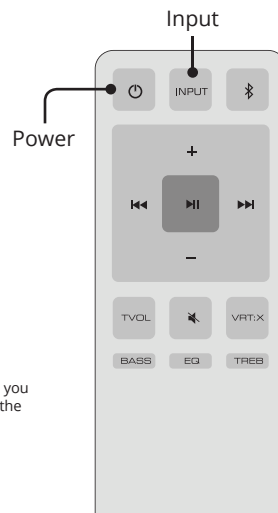 Input
INPUT
Power
+
−
TVOL VRT:X
BASS EQ TREB
you
the